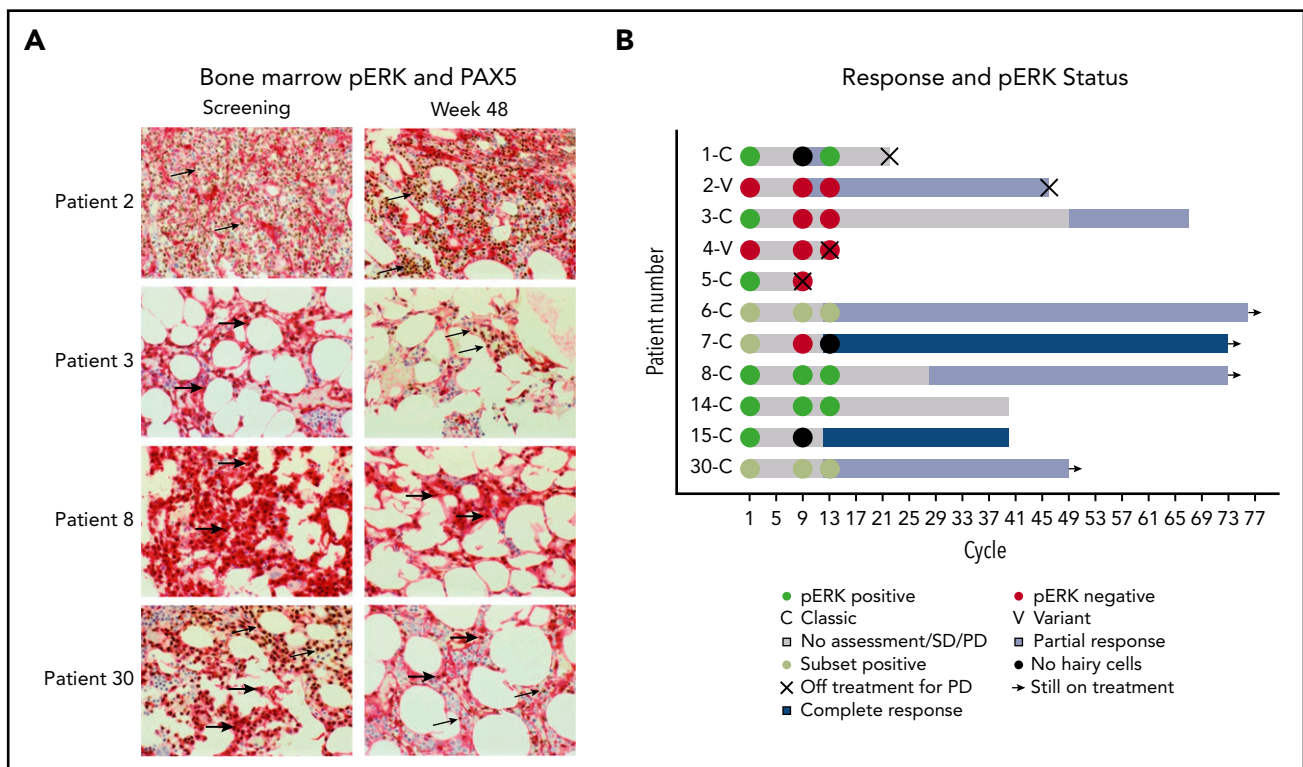 A
Bone marrow pERK and PAX5
Screening Week 48
Patient 2
Patient 3
Patient 8
Patient 30
B
Response and pERK Status
Patient number
1-C
2-V
3-C
4-V
5-C
6-C
7-C
8-C
14-C
15-C
30-C
1 5 9 13 17 21 25 29 33 37 41 45 49 53 57 61 65 69 73 77
Cycle
pERK positive pERK negative
C Classic V Variant
No assessment/SD/PD Partial response
Subset positive No hairy cells
Off treatment for PD Still on treatment
Complete response